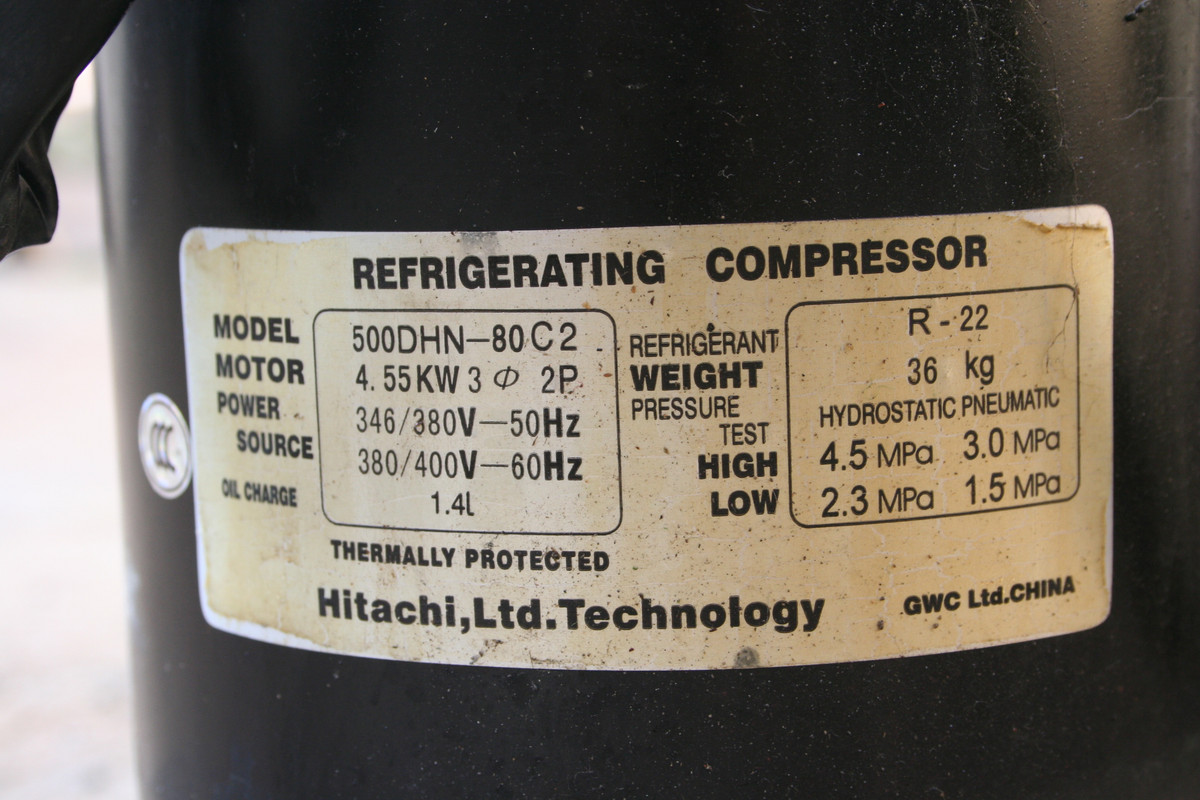 REFRIGERATING COMPRESSOR
MODEL 500DHN-80C2
MOTOR 4.55KW 3 Φ 2P
POWER 346/380V-50Hz
SOURCE 380/400V-60Hz
OIL CHARGE 1.4l
REFRIGERANT R-22
WEIGHT 36 kg
PRESSURE HYDROSTATIC PNEUMATIC
TEST
HIGH 4.5 MPa 3.0 MPa
LOW 2.3 MPa 1.5 MPa
THERMALLY PROTECTED
Hitachi,Ltd.Technology
GWC Ltd.CHINA
CCC